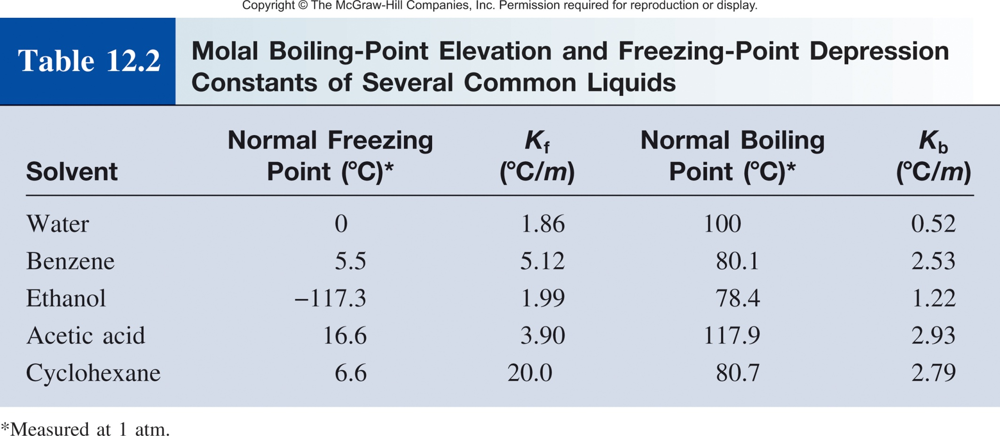 Copyright © The McGraw-Hill Companies, Inc. Permission required for reproduction or display.
Table 12.2
Molal Boiling-Point Elevation and Freezing-Point Depression
Constants of Several Common Liquids
Solvent Normal Freezing Point (°C)* Kf (°C/m) Normal Boiling Point (°C)* Kb (°C/m)
Water 0 1.86 100 0.52
Benzene 5.5 5.12 80.1 2.53
Ethanol −117.3 1.99 78.4 1.22
Acetic acid 16.6 3.90 117.9 2.93
Cyclohexane 6.6 20.0 80.7 2.79
*Measured at 1 atm.